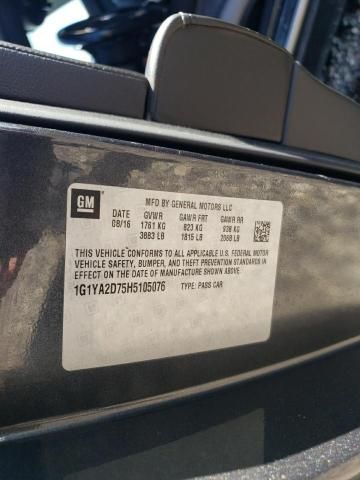 GM
MFD BY GENERAL MOTORS LLC
DATE GVWR GAWR FRT GAWR RR
08/16 1761 KG 823 KG 938 KG
3883 LB 1815 LB 2068 LB
THIS VEHICLE CONFORMS TO ALL APPLICABLE U.S. FEDERAL MOTOR
VEHICLE SAFETY, BUMPER, AND THEFT PREVENTION STANDARDS IN
EFFECT ON THE DATE OF MANUFACTURE SHOWN ABOVE.
1G1YA2D75H5105076 TYPE: PASS CAR